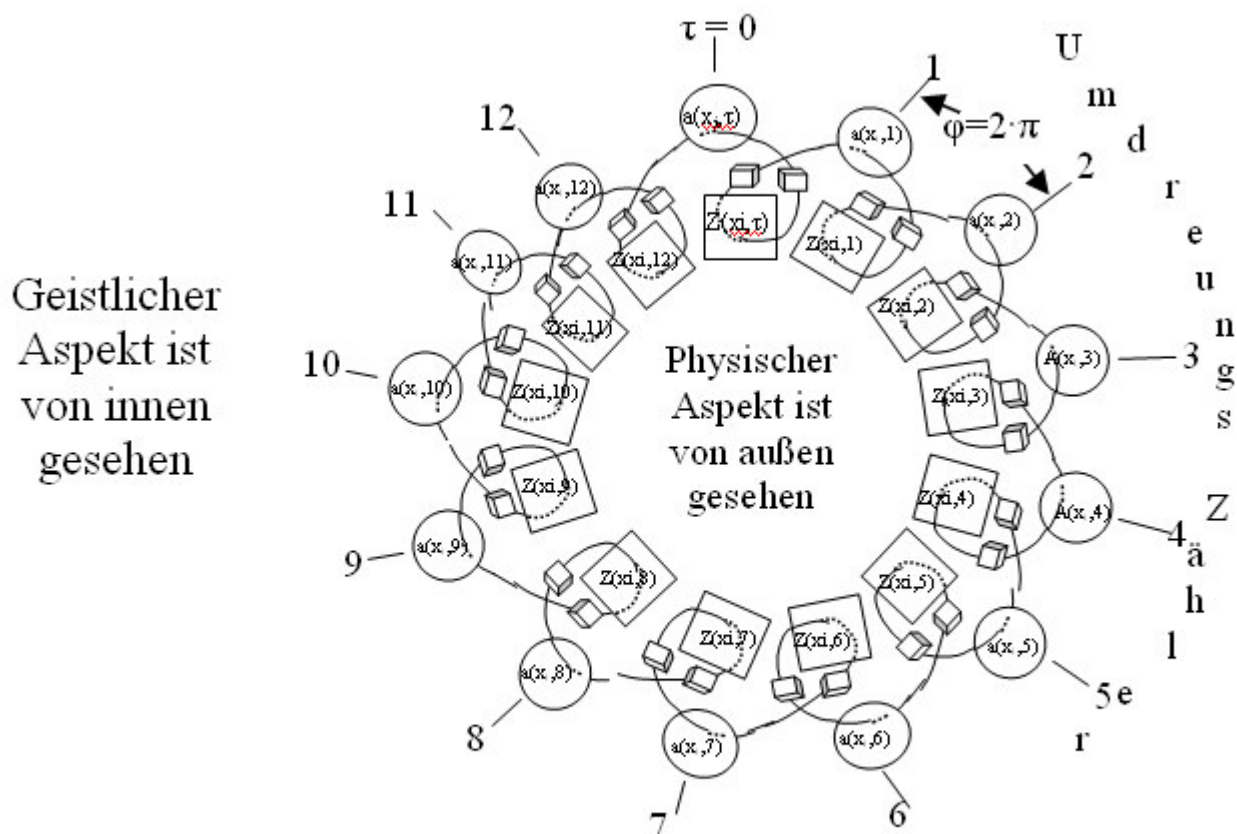 τ = 0
a(x,τ)
Z(xi,τ)
1
a(x ,1)
Z(xi,1)
φ=2·π
2
a(x ,2)
Z(xi,2)
3
A(x ,3)
Z(xi,3)
4
A(x ,4)
Z(xi,4)
5
a(x ,5)
Z(xi,5)
6
a(x ,6)
Z(xi,6)
7
a(x ,7)
Z(xi,7)
8
a(x ,8)
Z(xi,8)
9
a(x ,9)
Z(xi,9)
10
a(x ,10)
Z(xi,10)
11
a(x ,11)
Z(xi,11)
12
a(x ,12)
Z(xi,12)
Umdreungs Zähler
Geistlicher
Aspekt ist
von innen
gesehen
Physischer
Aspekt ist
von außen
gesehen